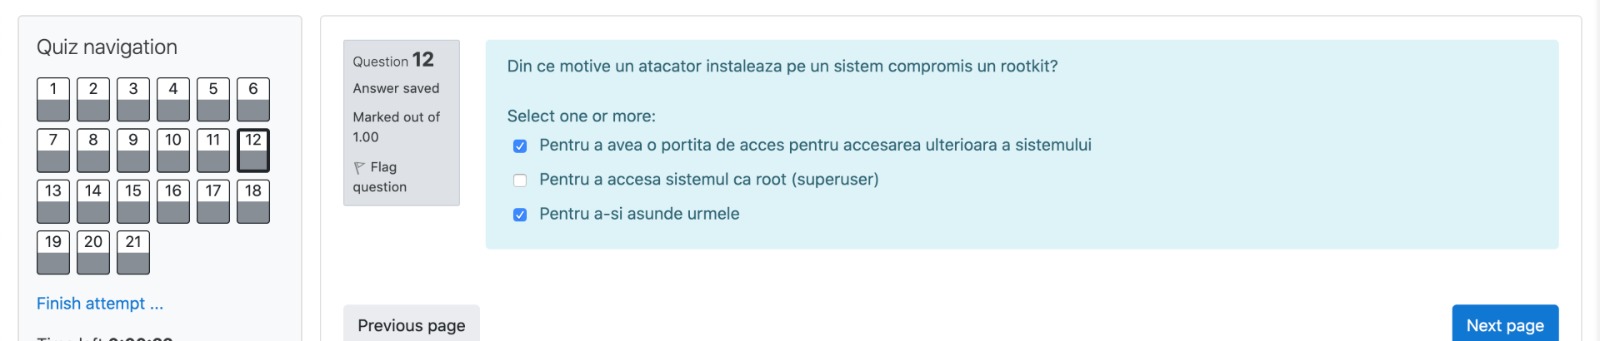 Quiz navigation
1 2 3 4 5 6
7 8 9 10 11 12
13 14 15 16 17 18
19 20 21
Finish attempt ...
Question 12
Answer saved
Marked out of
1.00
Flag
question
Din ce motive un atacator instaleaza pe un sistem compromis un rootkit?
Select one or more:
Pentru a avea o portita de acces pentru accesarea ulterioara a sistemului
Pentru a accesa sistemul ca root (superuser)
Pentru a-si asunde urmele
Previous page
Next page